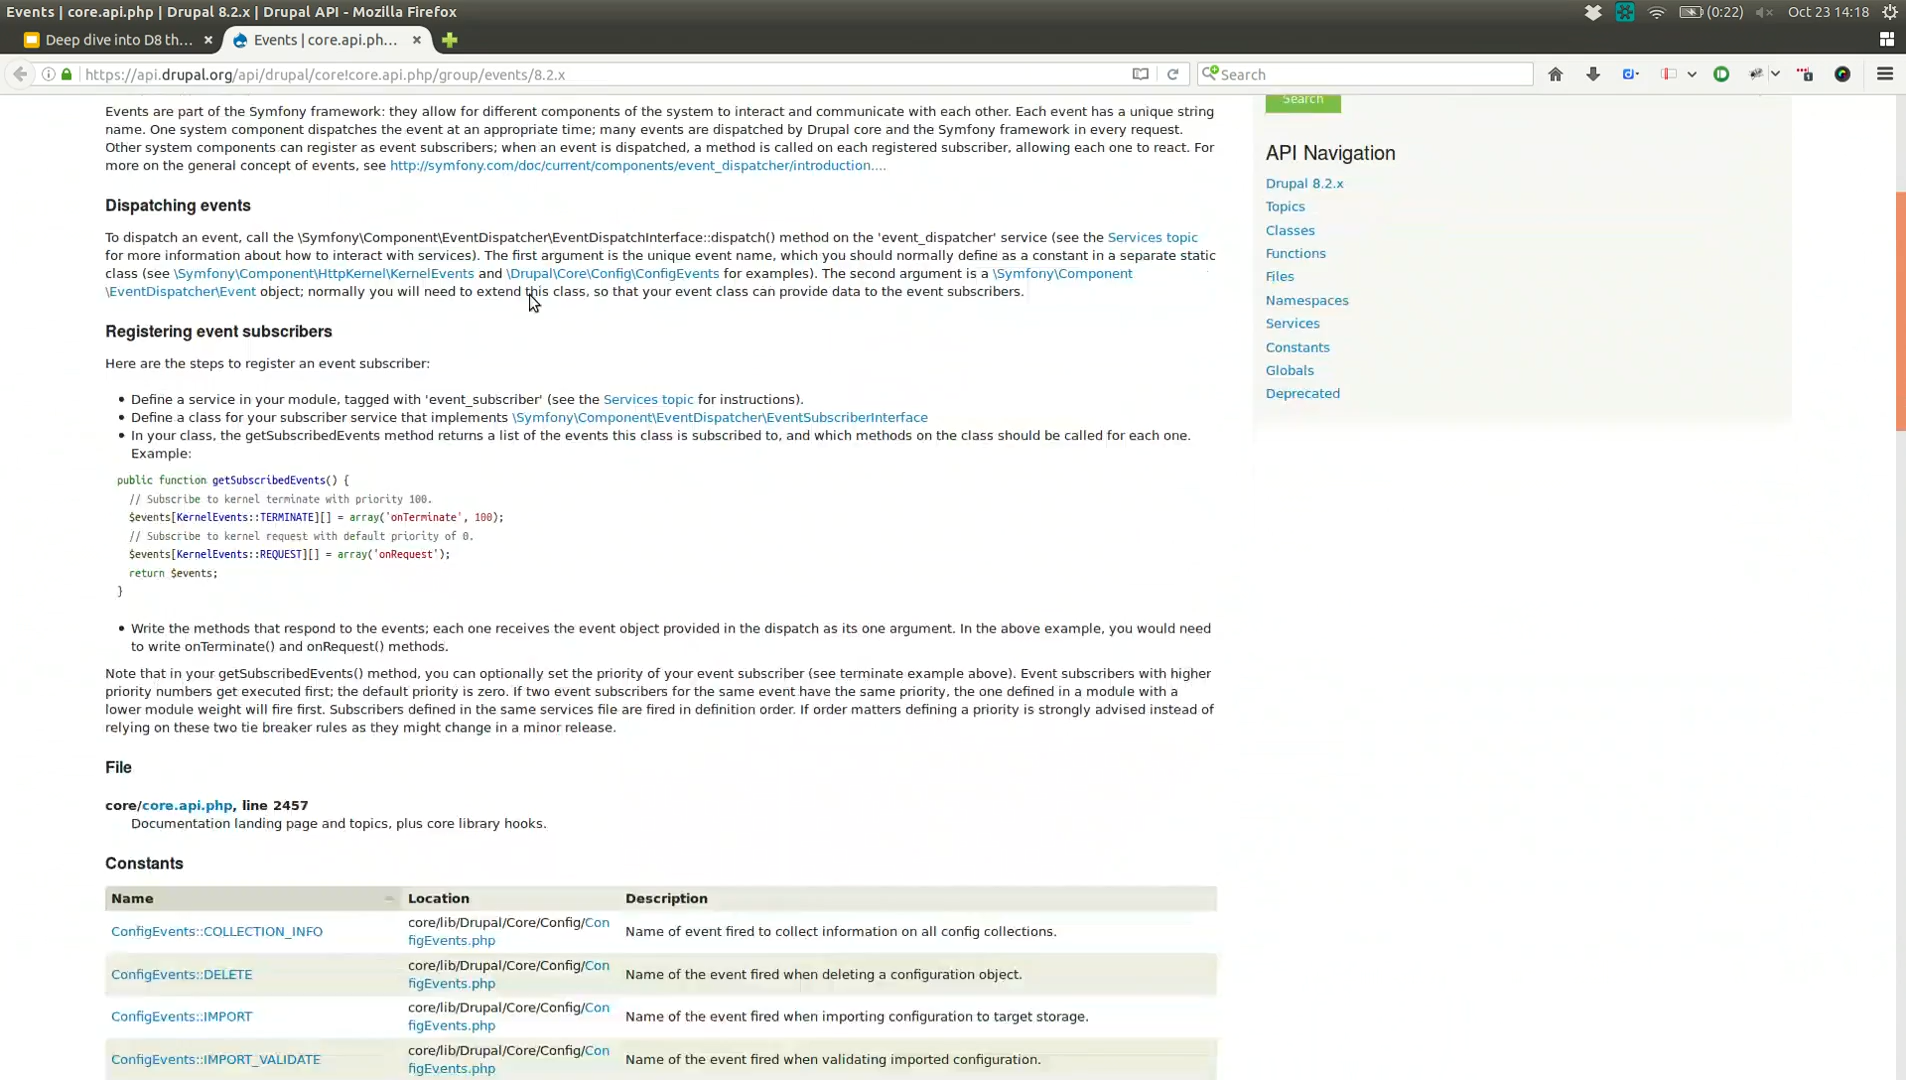 Events | core.api.php | Drupal 8.2.x | Drupal API - Mozilla Firefox
(0:22)
Oct 23 14:18
Deep dive into D8 th...
Events | core.api.ph...
https://api.drupal.org/api/drupal/core!core.api.php/group/events/8.2.x
Search
Events are part of the Symfony framework: they allow for different components of the system to interact and communicate with each other. Each event has a unique string
name. One system component dispatches the event at an appropriate time; many events are dispatched by Drupal core and the Symfony framework in every request.
Other system components can register as event subscribers; when an event is dispatched, a method is called on each registered subscriber, allowing each one to react. For
more on the general concept of events, see http://symfony.com/doc/current/components/event_dispatcher/introduction....
Dispatching events
To dispatch an event, call the \Symfony\Component\EventDispatcher\EventDispatchInterface::dispatch() method on the 'event_dispatcher' service (see the Services topic
for more information about how to interact with services). The first argument is the unique event name, which you should normally define as a constant in a separate static
class (see \Symfony\Component\HttpKernel\KernelEvents and \Drupal\Core\Config\ConfigEvents for examples). The second argument is a \Symfony\Component
\EventDispatcher\Event object; normally you will need to extend this class, so that your event class can provide data to the event subscribers.
Registering event subscribers
Here are the steps to register an event subscriber:
• Define a service in your module, tagged with 'event_subscriber' (see the Services topic for instructions).
• Define a class for your subscriber service that implements \Symfony\Component\EventDispatcher\EventSubscriberInterface
• In your class, the getSubscribedEvents method returns a list of the events this class is subscribed to, and which methods on the class should be called for each one.
Example:
public function getSubscribedEvents() {
// Subscribe to kernel terminate with priority 100.
$events[KernelEvents::TERMINATE][] = array('onTerminate', 100);
// Subscribe to kernel request with default priority of 0.
$events[KernelEvents::REQUEST][] = array('onRequest');
return $events;
}
• Write the methods that respond to the events; each one receives the event object provided in the dispatch as its one argument. In the above example, you would need
to write onTerminate() and onRequest() methods.
Note that in your getSubscribedEvents() method, you can optionally set the priority of your event subscriber (see terminate example above). Event subscribers with higher
priority numbers get executed first; the default priority is zero. If two event subscribers for the same event have the same priority, the one defined in a module with a
lower module weight will fire first. Subscribers defined in the same services file are fired in definition order. If order matters defining a priority is strongly advised instead of
relying on these two tie breaker rules as they might change in a minor release.
File
core/core.api.php, line 2457
Documentation landing page and topics, plus core library hooks.
Constants
Name Location Description
ConfigEvents::COLLECTION_INFO core/lib/Drupal/Core/Config/Con
figEvents.php Name of event fired to collect information on all config collections.
ConfigEvents::DELETE core/lib/Drupal/Core/Config/Con
figEvents.php Name of the event fired when deleting a configuration object.
ConfigEvents::IMPORT core/lib/Drupal/Core/Config/Con
figEvents.php Name of the event fired when importing configuration to target storage.
ConfigEvents::IMPORT_VALIDATE core/lib/Drupal/Core/Config/Con
figEvents.php Name of the event fired when validating imported configuration.
Search
API Navigation
Drupal 8.2.x
Topics
Classes
Functions
Files
Namespaces
Services
Constants
Globals
Deprecated